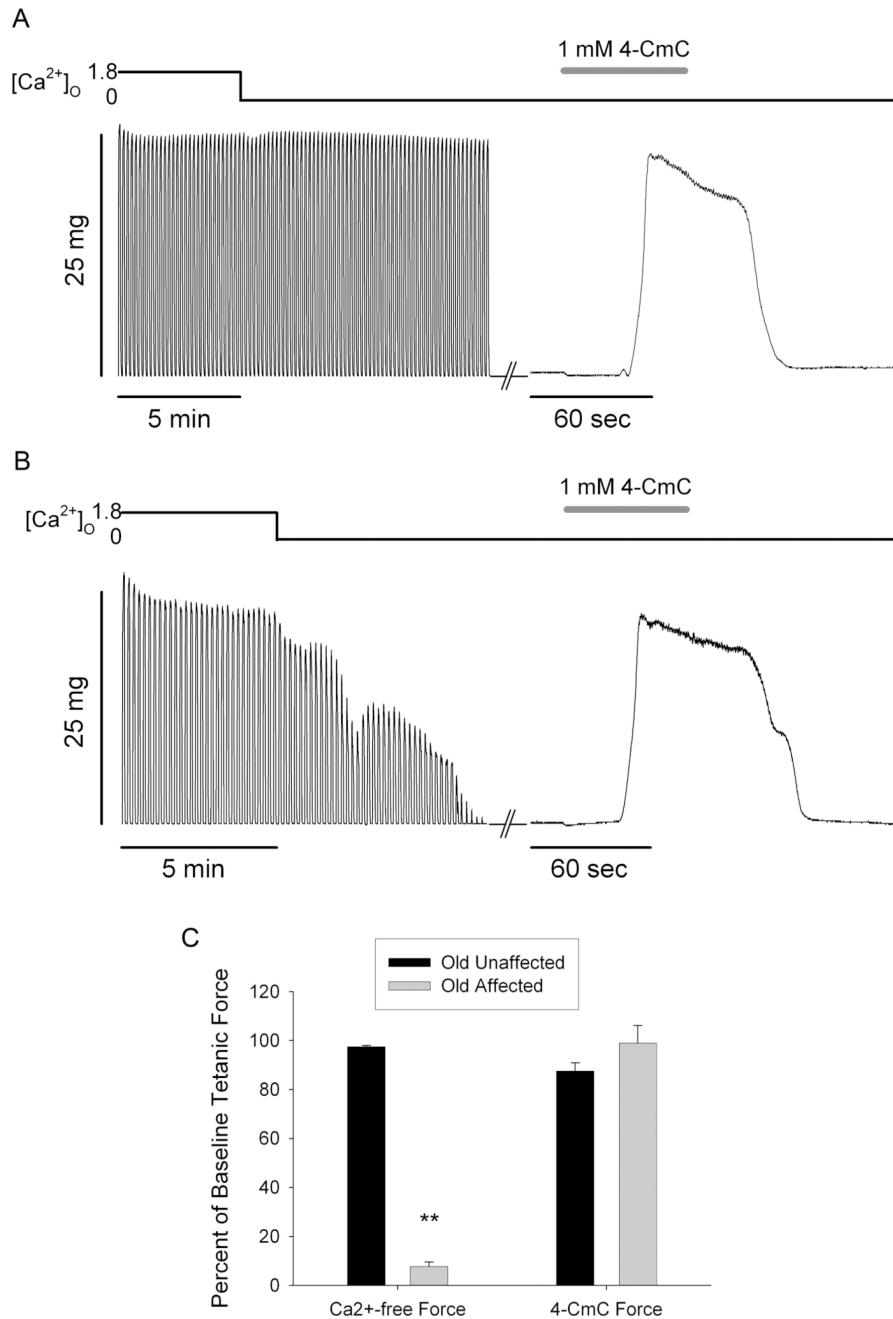 A
1 mM 4-CmC
[Ca²⁺]O 1.8
0
25 mg
5 min
60 sec
B
1 mM 4-CmC
[Ca²⁺]O 1.8
0
25 mg
5 min
60 sec
C
Old Unaffected
Old Affected
Percent of Baseline Tetanic Force
120
100
80
60
40
20
0
**
Ca2+-free Force
4-CmC Force